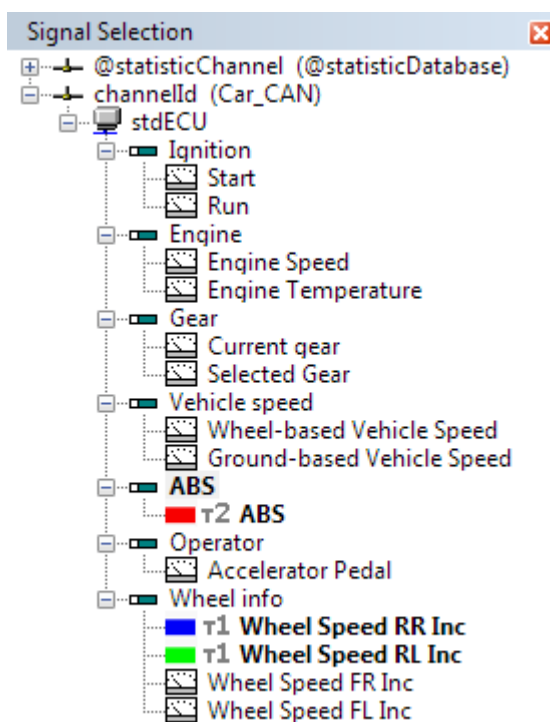 Signal Selection
@statisticChannel (@statisticDatabase)
channelId (Car_CAN)
stdECU
Ignition
Start
Run
Engine
Engine Speed
Engine Temperature
Gear
Current gear
Selected Gear
Vehicle speed
Wheel-based Vehicle Speed
Ground-based Vehicle Speed
ABS
T2 ABS
Operator
Accelerator Pedal
Wheel info
T1 Wheel Speed RR Inc
T1 Wheel Speed RL Inc
Wheel Speed FR Inc
Wheel Speed FL Inc